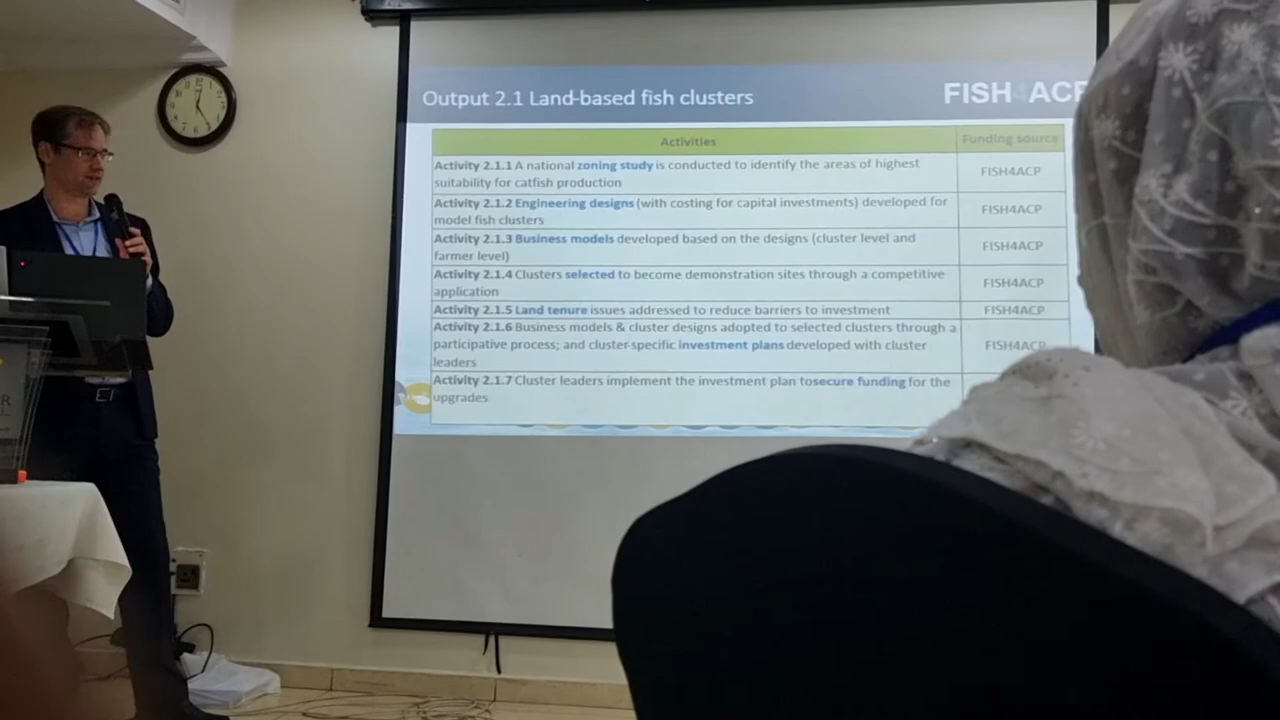 Output 2.1 Land-based fish clusters
FISH4ACP
Activities
Funding source
Activity 2.1.1 A national zoning study is conducted to identify the areas of highest
suitability for catfish production
FISH4ACP
Activity 2.1.2 Engineering designs (with costing for capital investments) developed for
model fish clusters
FISH4ACP
Activity 2.1.3 Business models developed based on the designs (cluster level and
farmer level)
FISH4ACP
Activity 2.1.4 Clusters selected to become demonstration sites through a competitive
application
FISH4ACP
Activity 2.1.5 Land tenure issues addressed to reduce barriers to investment
FISH4ACP
Activity 2.1.6 Business models & cluster designs adopted to selected clusters through a
participative process; and cluster-specific investment plans developed with cluster
leaders
FISH4ACP
Activity 2.1.7 Cluster leaders implement the investment plan tosecure funding for the
upgrades